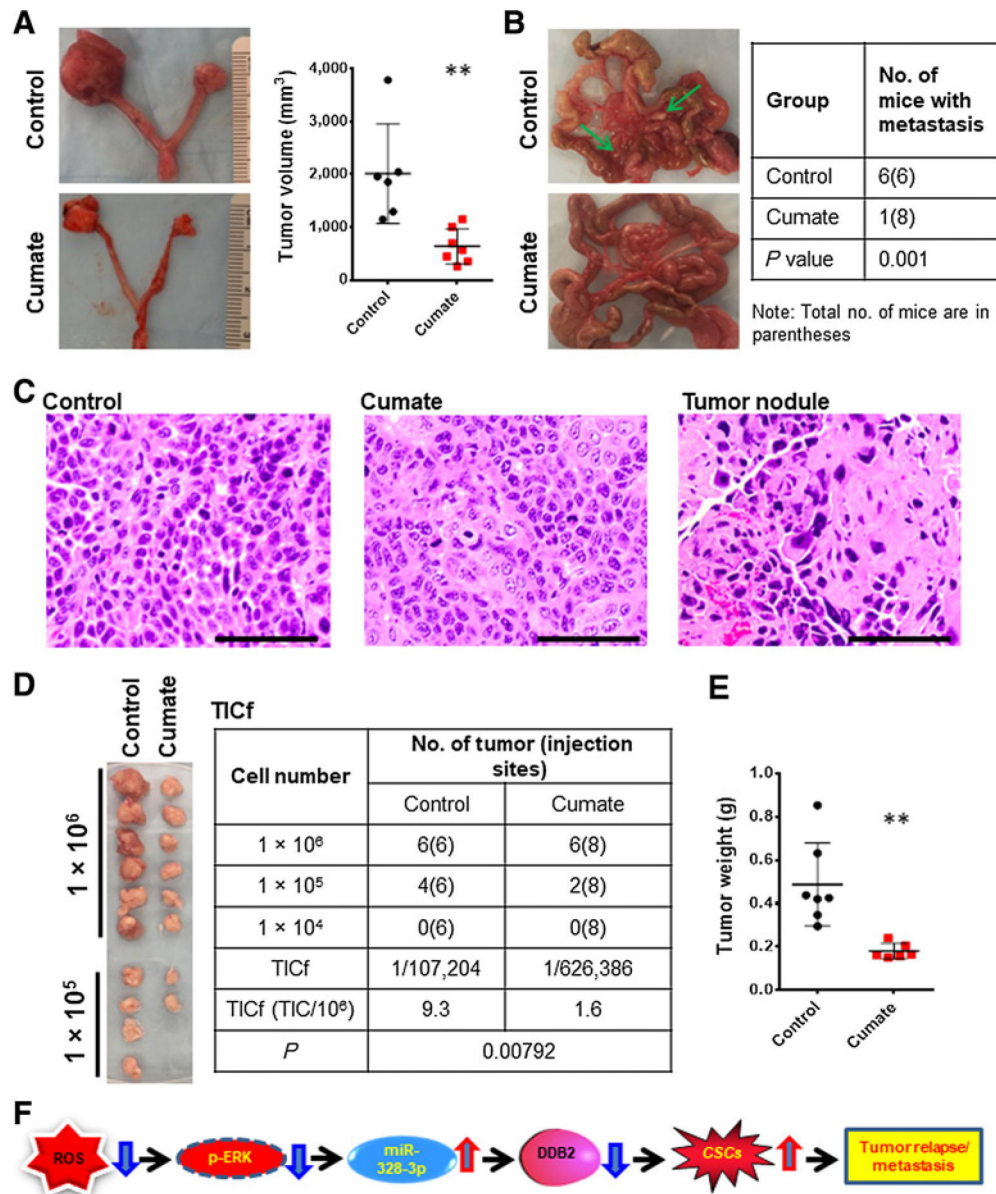 A
Control
Cumate
Tumor volume (mm³)
4,000
3,000
2,000
1,000
0
**
Control
Cumate
B
Control
Cumate
Group
No. of
mice with
metastasis
Control
6(6)
Cumate
1(8)
P value
0.001
Note: Total no. of mice are in
parentheses
C
Control
Cumate
Tumor nodule
D
Control
Cumate
1 × 10⁶
1 × 10⁵
TICf
Cell number
No. of tumor (injection
sites)
Control
Cumate
1 × 10⁶
6(6)
6(8)
1 × 10⁵
4(6)
2(8)
1 × 10⁴
0(6)
0(8)
TICf
1/107,204
1/626,386
TICf (TIC/10⁶)
9.3
1.6
P
0.00792
E
Tumor weight (g)
1.0
0.8
0.6
0.4
0.2
0.0
**
Control
Cumate
F
ROS
p-ERK
miR-
328-3p
DDB2
CSCs
Tumor relapse/
metastasis